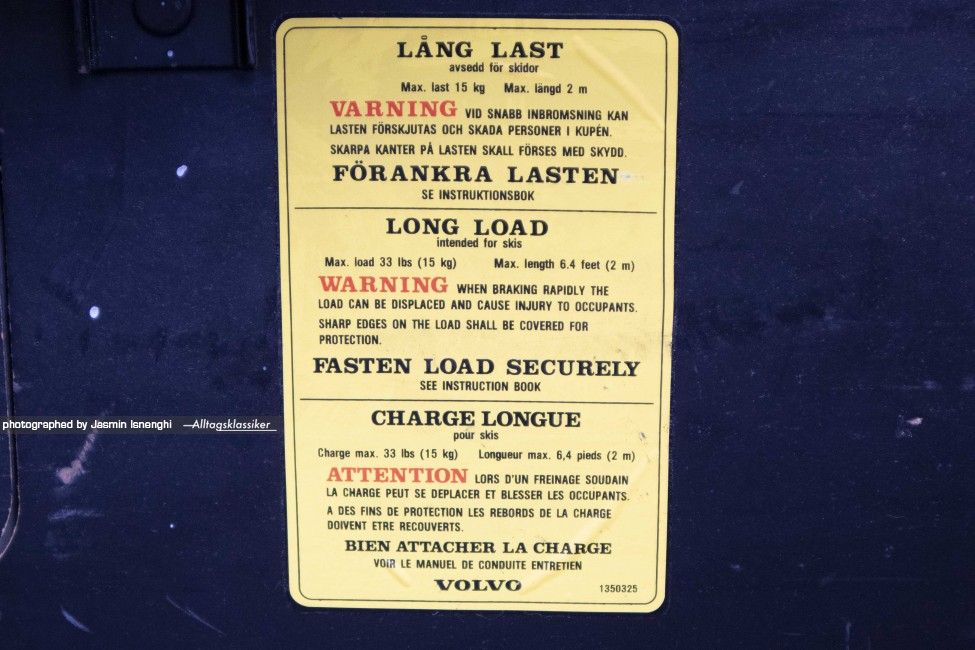 LÅNG LAST
avsedd för skidor
Max. last 15 kg Max. längd 2 m
VARNING VID SNABB INBROMSNING KAN
LASTEN FÖRSKJUTAS OCH SKADA PERSONER I KUPÉN.
SKARPA KANTER PÅ LASTEN SKALL FÖRSES MED SKYDD.
FÖRANKRA LASTEN
SE INSTRUKTIONSBOK
LONG LOAD
intended for skis
Max. load 33 lbs (15 kg) Max. length 6.4 feet (2 m)
WARNING WHEN BRAKING RAPIDLY THE
LOAD CAN BE DISPLACED AND CAUSE INJURY TO OCCUPANTS.
SHARP EDGES ON THE LOAD SHALL BE COVERED FOR
PROTECTION.
FASTEN LOAD SECURELY
SEE INSTRUCTION BOOK
CHARGE LONGUE
pour skis
Charge max. 33 lbs (15 kg) Longueur max. 6,4 pieds (2 m)
ATTENTION LORS D'UN FREINAGE SOUDAIN
LA CHARGE PEUT SE DEPLACER ET BLESSER LES OCCUPANTS.
A DES FINS DE PROTECTION LES REBORDS DE LA CHARGE
DOIVENT ETRE RECOUVERTS.
BIEN ATTACHER LA CHARGE
VOIR LE MANUEL DE CONDUITE ENTRETIEN
VOLVO 1350325
photographed by Jasmin Isnenghi —Alltagsklassiker